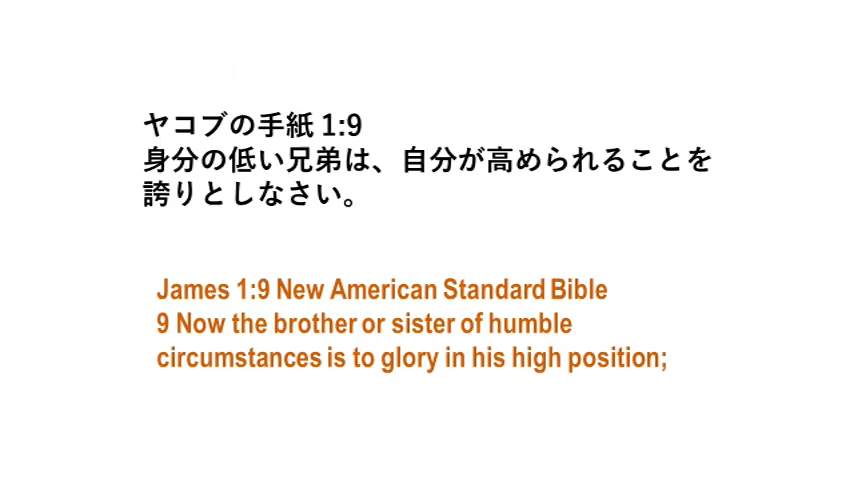 ヤコブの手紙 1:9
身分の低い兄弟は、自分が高められることを
誇りとしなさい。
James 1:9 New American Standard Bible
9 Now the brother or sister of humble
circumstances is to glory in his high position;